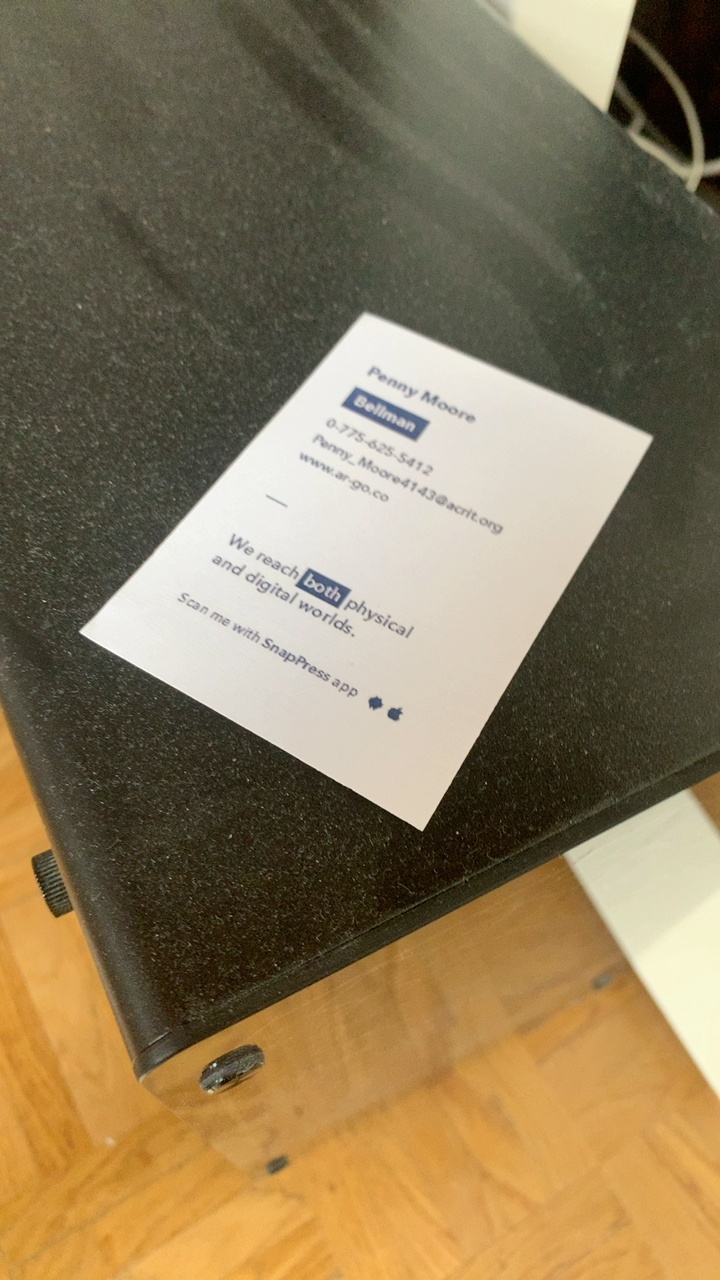 Penny Moore
Bellman
0-775-625-5412
Penny_Moore4143@acrit.org
www.ar-go.co
We reach both physical
and digital worlds.
Scan me with SnapPress app